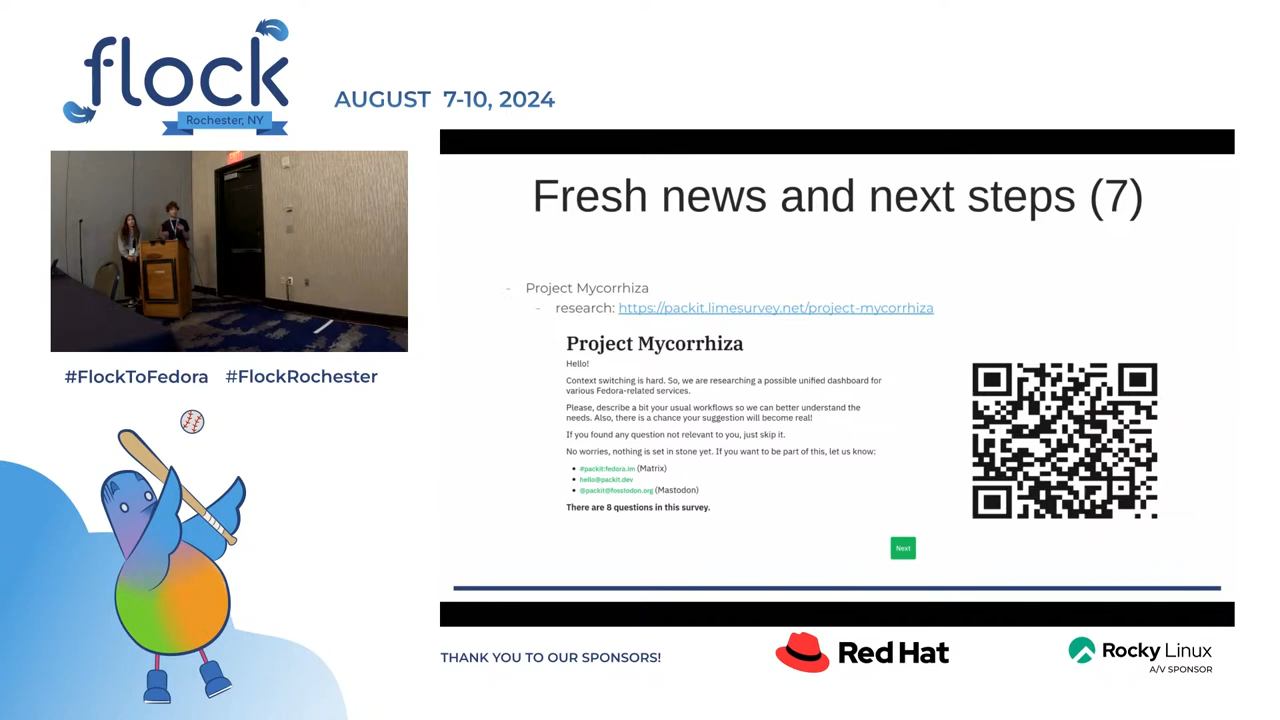 flock
Rochester, NY
AUGUST 7-10, 2024
Fresh news and next steps (7)
- Project Mycorrhiza
- research: https://packit.limesurvey.net/project-mycorrhiza
Project Mycorrhiza
Hello!
Context switching is hard. So, we are researching a possible unified dashboard for
various Fedora-related services.
Please, describe a bit your usual workflows so we can better understand the
needs. Also, there is a chance your suggestion will become real!
If you found any question not relevant to you, just skip it.
No worries, nothing is set in stone yet. If you want to be part of this, let us know:
• #packit:fedora.im (Matrix)
• hello@packit.dev
• @packit@fosstodon.org (Mastodon)
There are 8 questions in this survey.
Next
#FlockToFedora #FlockRochester
THANK YOU TO OUR SPONSORS!
Red Hat
Rocky Linux
A/V SPONSOR